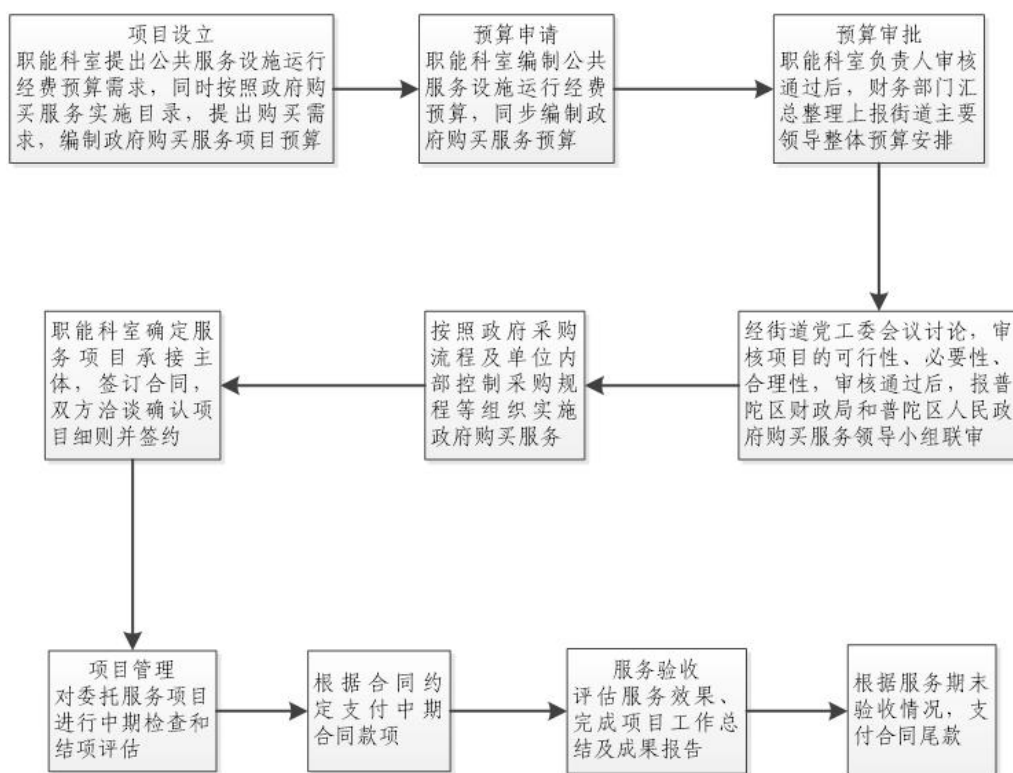 项目设立
职能科室提出公共服务设施运行
经费预算需求，同时按照政府购
买服务实施目录，提出购买需
求，编制政府购买服务项目预算
预算申请
职能科室编制公共
服务设施运行经费
预算，同步编制政
府购买服务预算
预算审批
职能科室负责人审核
通过后，财务部门汇
总整理上报街道主要
领导整体预算安排
经街道党工委会议讨论，审
核项目的可行性、必要性、
合理性，审核通过后，报普
陀区财政局和普陀区人民政
府购买服务领导小组联审
按照政府采购
流程及单位内
部控制采购规
程等组织实施
政府购买服务
职能科室确定服
务项目承接主
体，签订合同，
双方洽谈确认项
目细则并签约
项目管理
对委托服务项目
进行中期检查和
结项评估
根据合同约
定支付中期
合同款项
服务验收
评估服务效果、
完成项目工作总
结及成果报告
根据服务期末
验收情况，支
付合同尾款